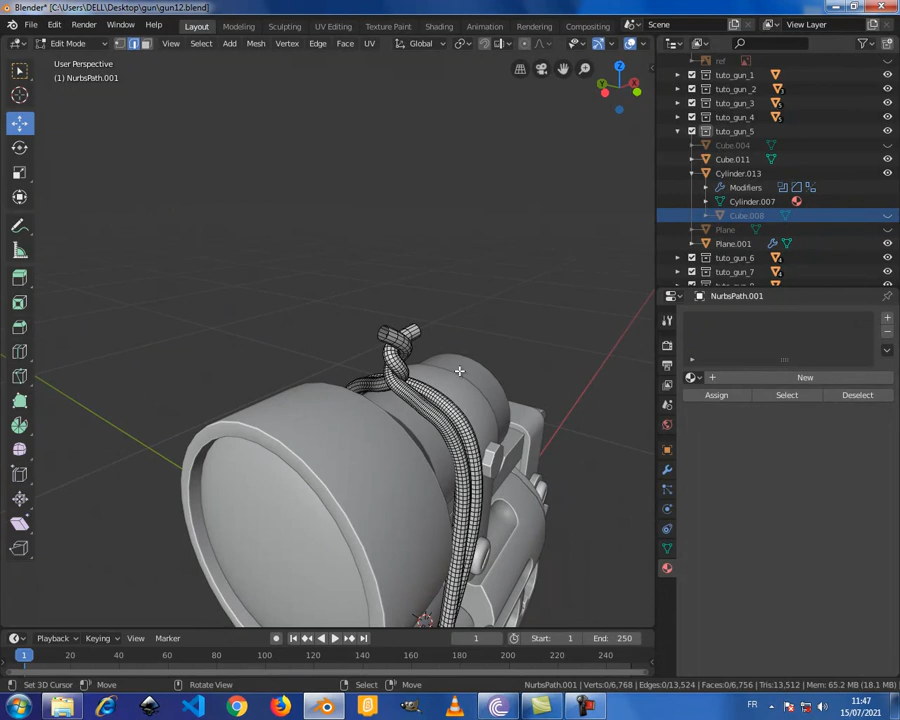 Blender* [C:\Users\DELL\Desktop\gun\gun12.blend]
File Edit Render Window Help Layout Modeling Sculpting UV Editing Texture Paint Shading Animation Rendering Compositing Scene View Layer
Edit Mode View Select Add Mesh Vertex Edge Face UV Global
User Perspective
(1) NurbsPath.001
Z
X
Y
ref
tuto_gun_1
tuto_gun_2
tuto_gun_3
tuto_gun_4
tuto_gun_5
Cube.004
Cube.011
Cylinder.013
Modifiers
Cylinder.007
Cube.008
Plane
Plane.001
tuto_gun_6
tuto_gun_7
NurbsPath.001
New
Assign Select Deselect
Playback Keying View Marker 1 Start: 1 End: 250
1 20 40 60 80 100 120 140 160 180 200 220 240
Set 3D Cursor Move Rotate View Select Move NurbsPath.001 | Verts:0/6,768 | Edges:0/13,524 | Faces:0/6,756 | Tris:13,512 | Mem: 65.2 MB (18.1 MB)
FR 11:47
15/07/2021